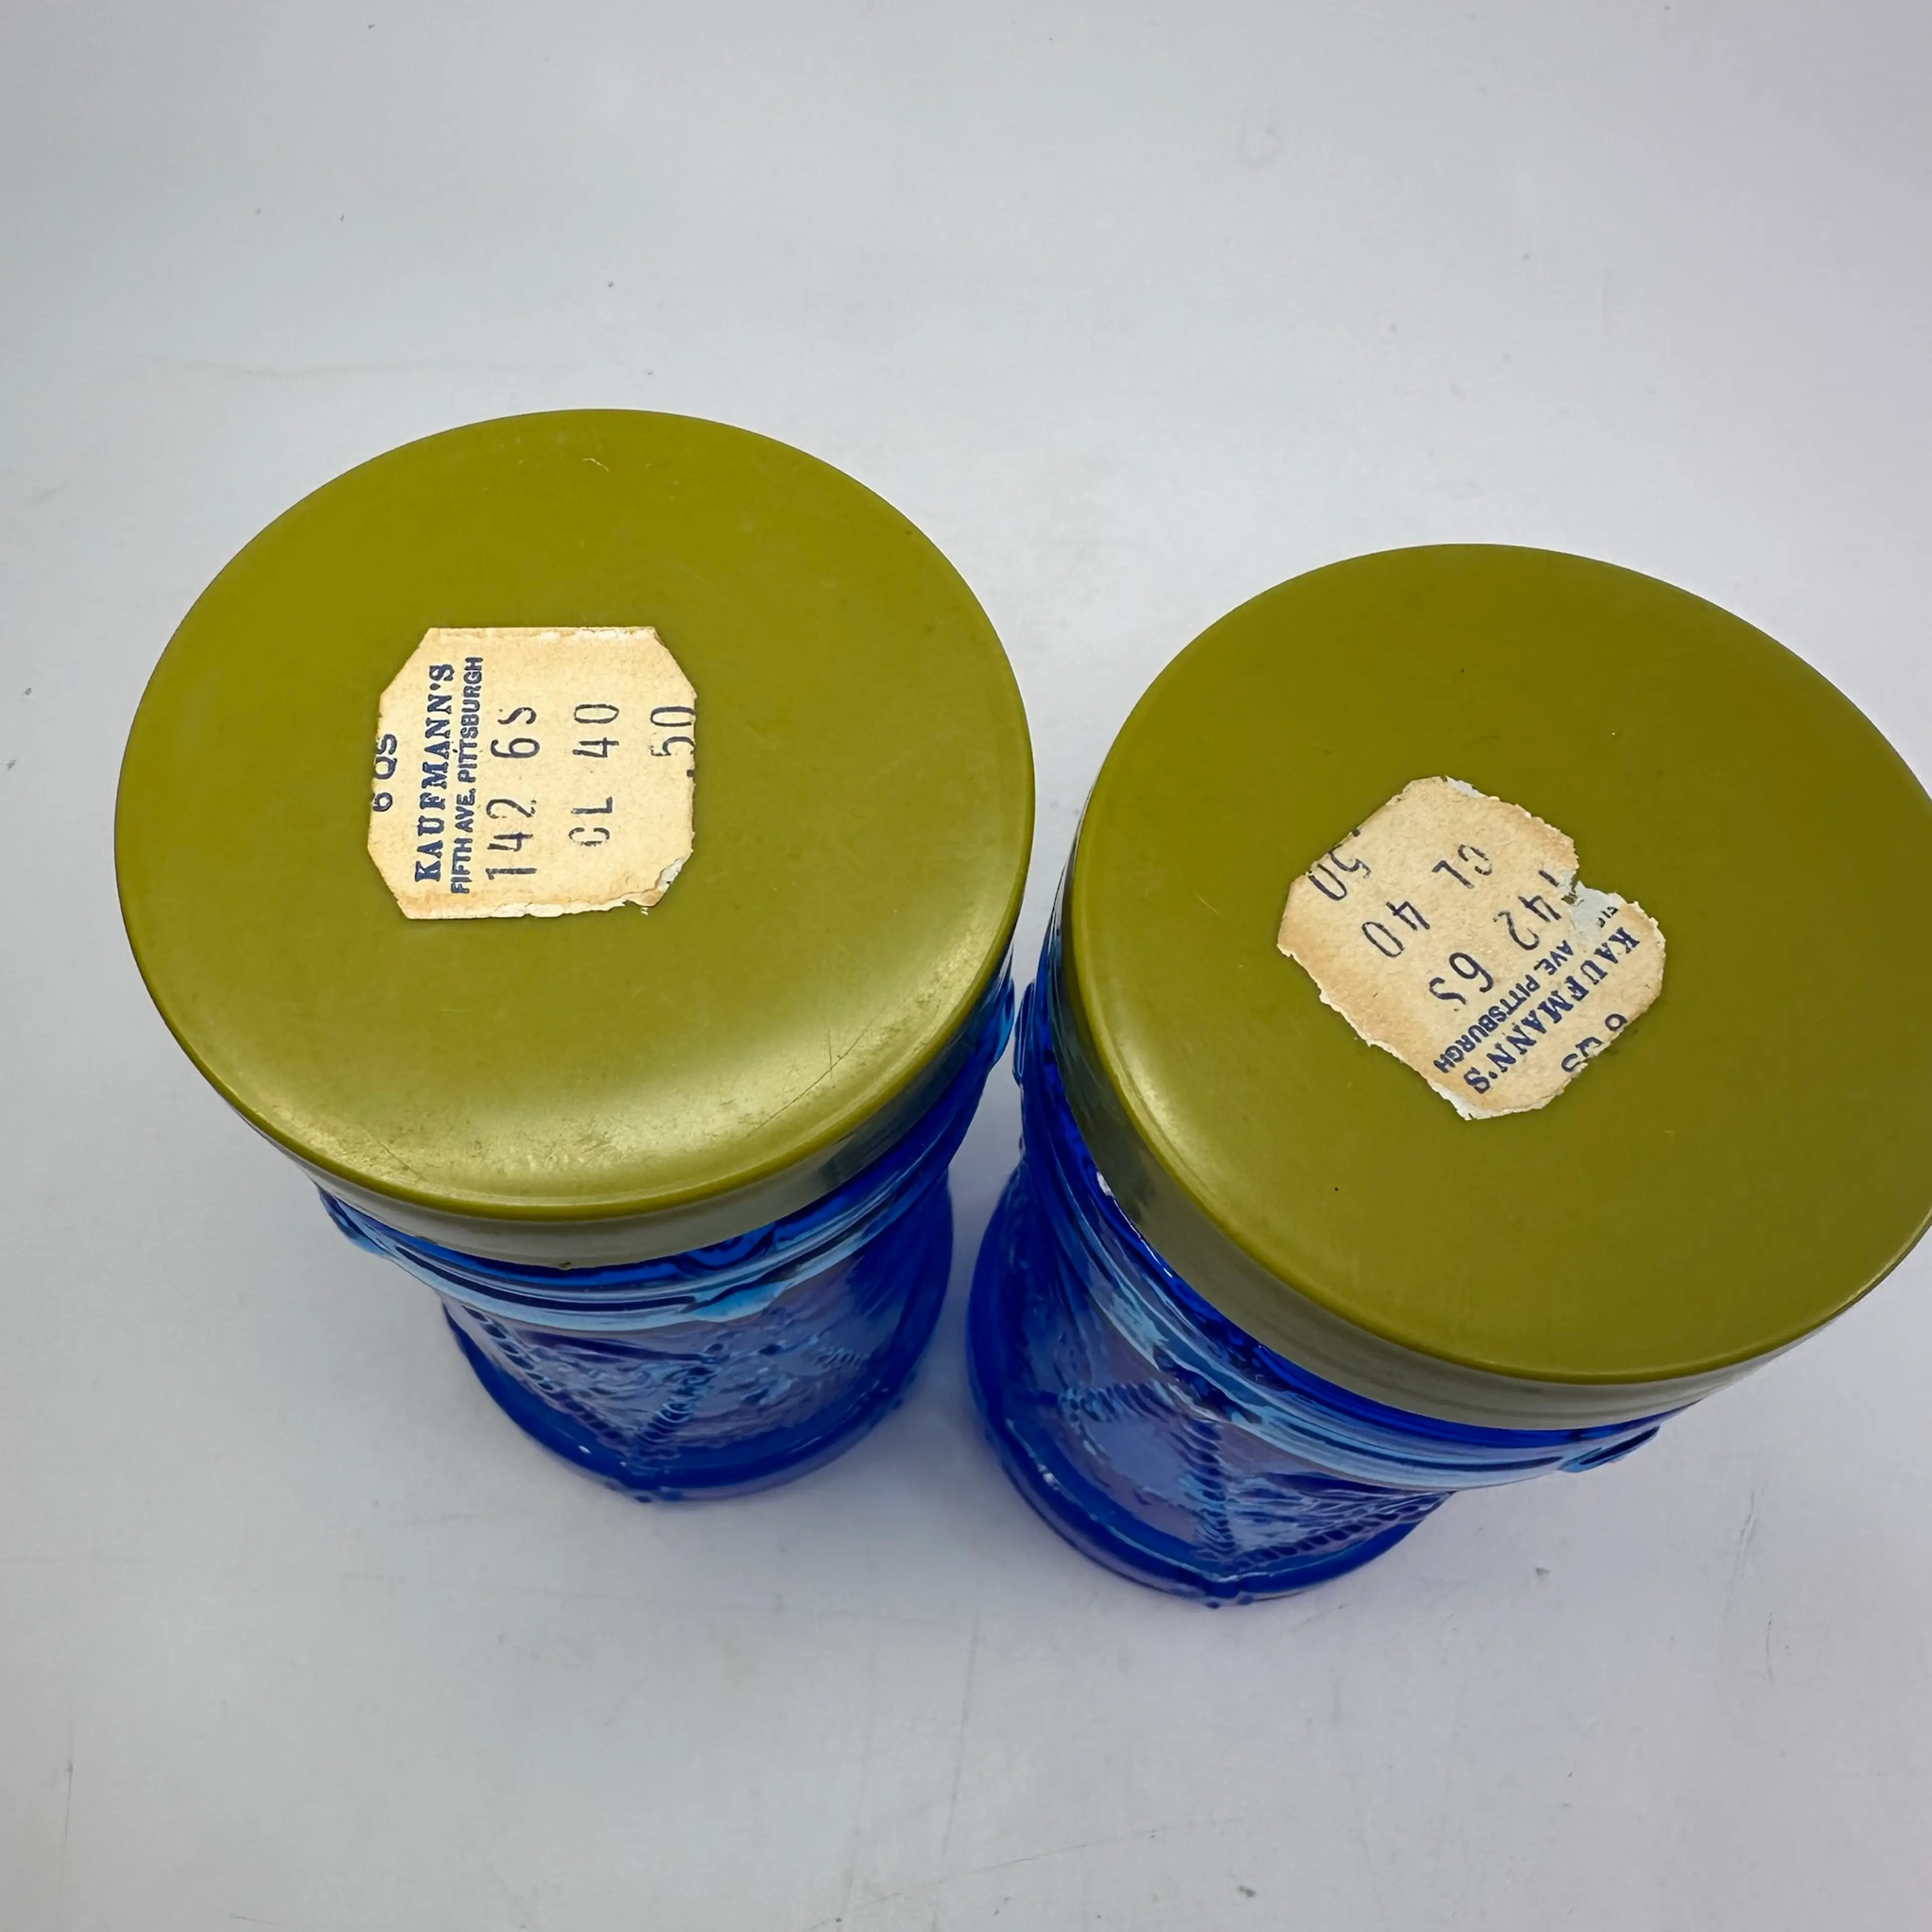 6 QS
KAUFMANN'S
FIFTH AVE. PITTSBURGH
142 6S
CL 40
.50
6 QS
KAUFMANN'S
AVE. PITTSBURGH
142 6S
CL 40
50